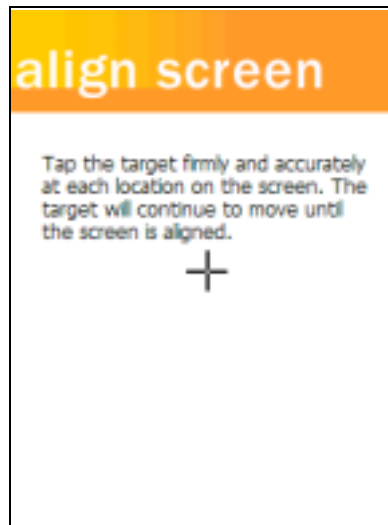 align screen
Tap the target firmly and accurately
at each location on the screen. The
target will continue to move until
the screen is aligned.